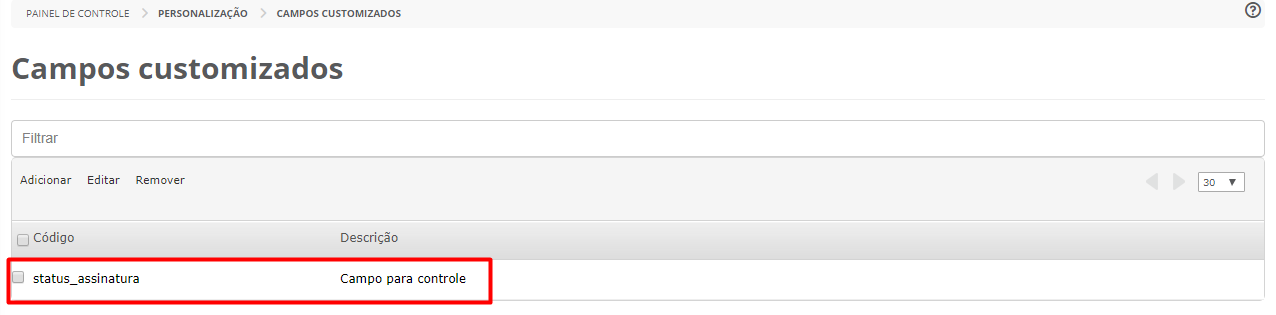 PAINEL DE CONTROLE > PERSONALIZAÇÃO > CAMPOS CUSTOMIZADOS
Campos customizados
Filtrar
Adicionar Editar Remover 30
Código Descrição
status_assinatura Campo para controle